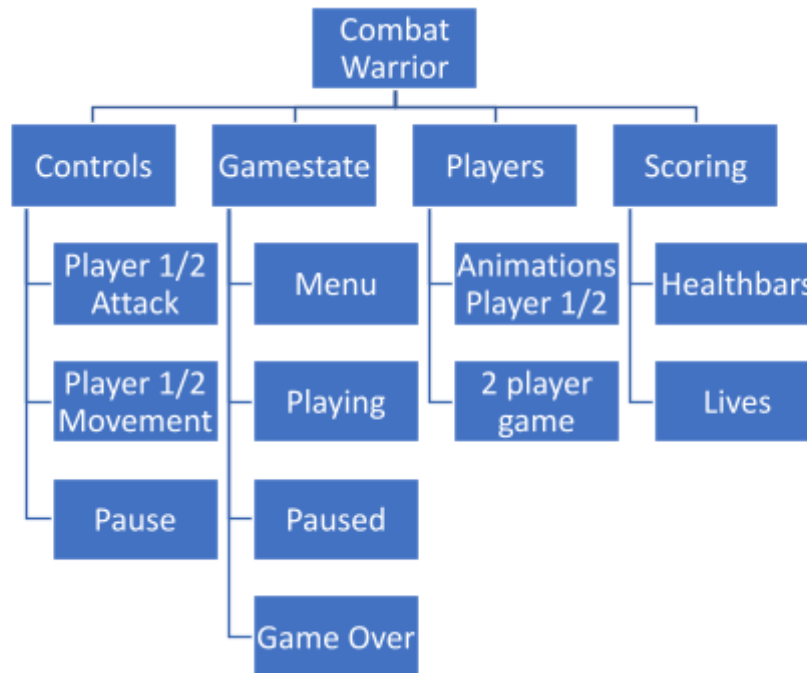 Combat
Warrior
Controls
Gamestate
Players
Scoring
Player 1/2
Attack
Menu
Animations
Player 1/2
Healthbars
Player 1/2
Movement
Playing
2 player
game
Lives
Pause
Paused
Game Over